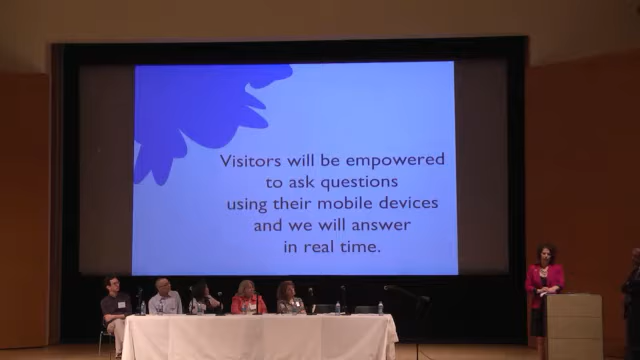 Visitors will be empowered
to ask questions
using their mobile devices
and we will answer
in real time.